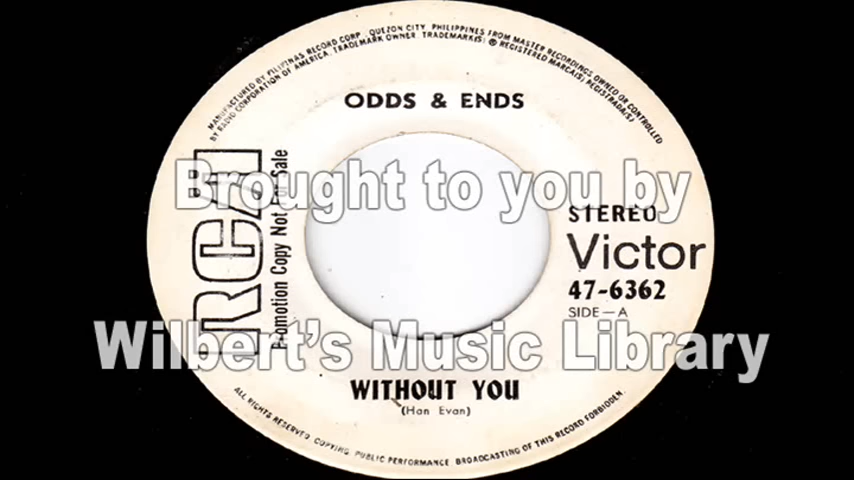 MANUFACTURED BY FILIPINAS RECORD CORP., QUEZON CITY, PHILIPPINES FROM MASTER RECORDINGS OWNED OR CONTROLLED
BY RADIO CORPORATION OF AMERICA, TRADEMARK OWNER. TRADEMARK(S) ® REGISTERED MARCA(S) REGISTRADA(S)
ODDS & ENDS
RCA
Promotion Copy Not For Sale
Brought to you by
STEREO
Victor
47-6362
SIDE—A
Wilbert's Music Library
WITHOUT YOU
(Han Evan)
ALL RIGHTS RESERVED. COPYING, PUBLIC PERFORMANCE, BROADCASTING OF THIS RECORD FORBIDDEN.